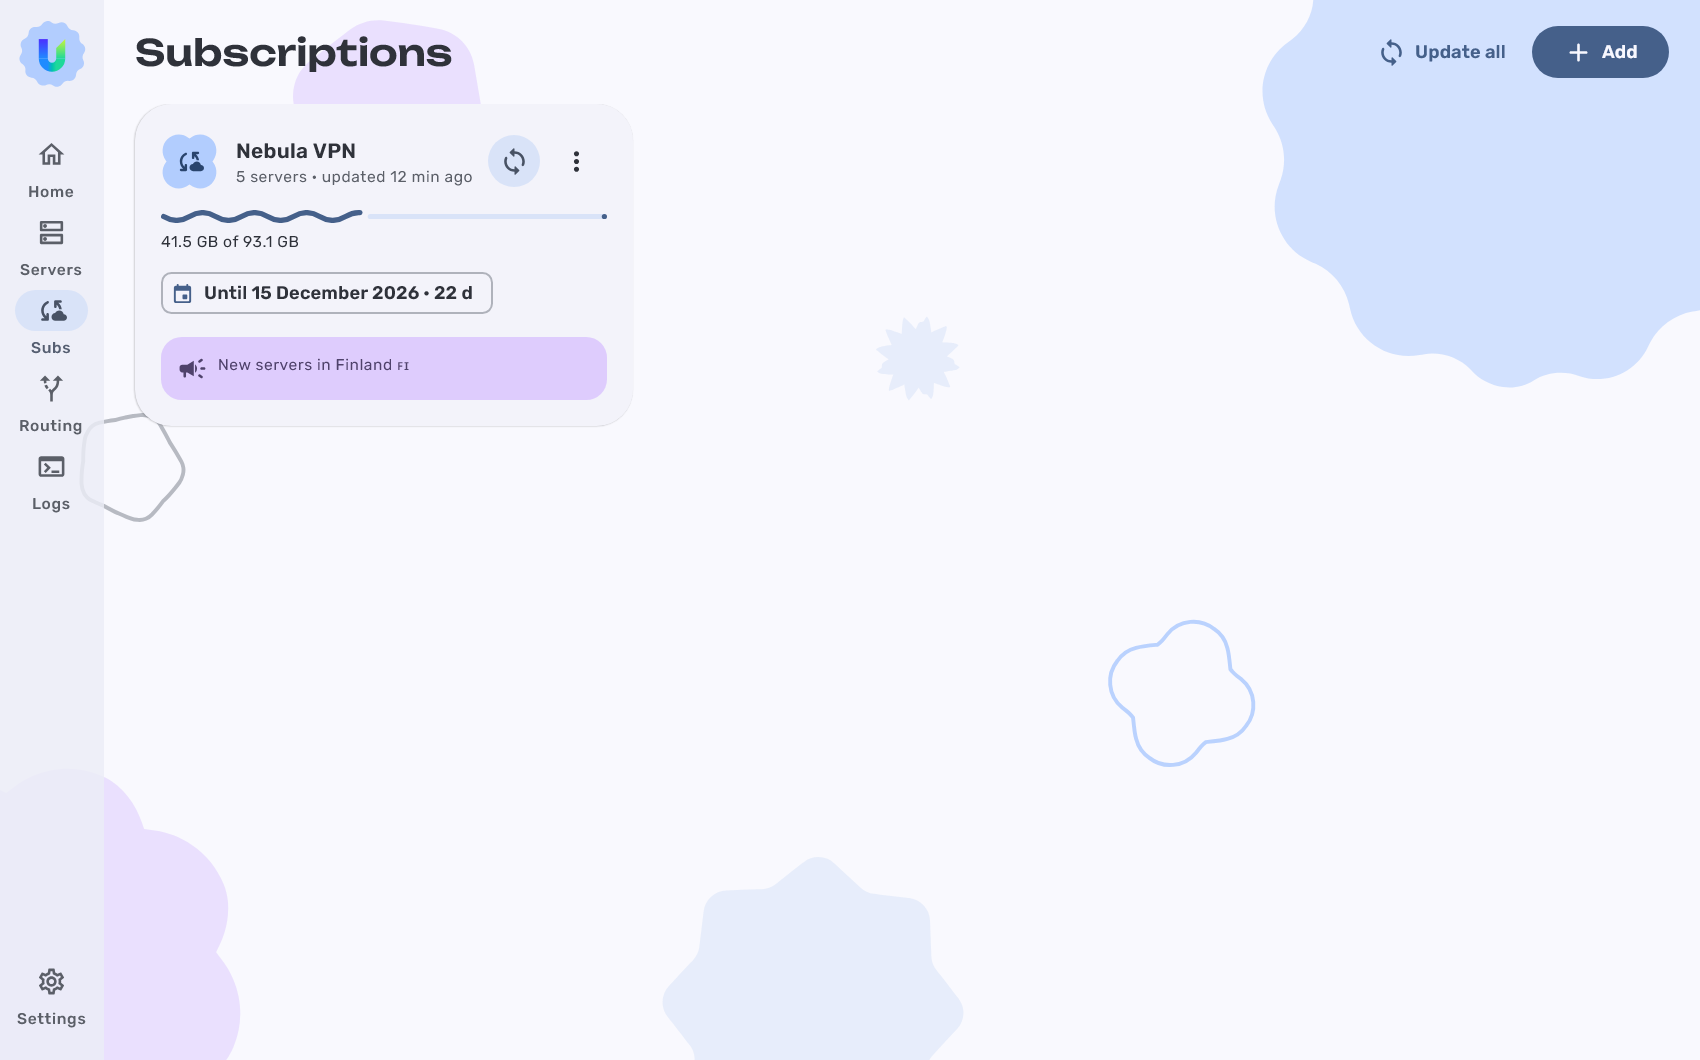 Subscriptions
Update all
Add
Nebula VPN
5 servers • updated 12 min ago
41.5 GB of 93.1 GB
Until 15 December 2026 • 22 d
New servers in Finland FI
Home
Servers
Subs
Routing
Logs
Settings